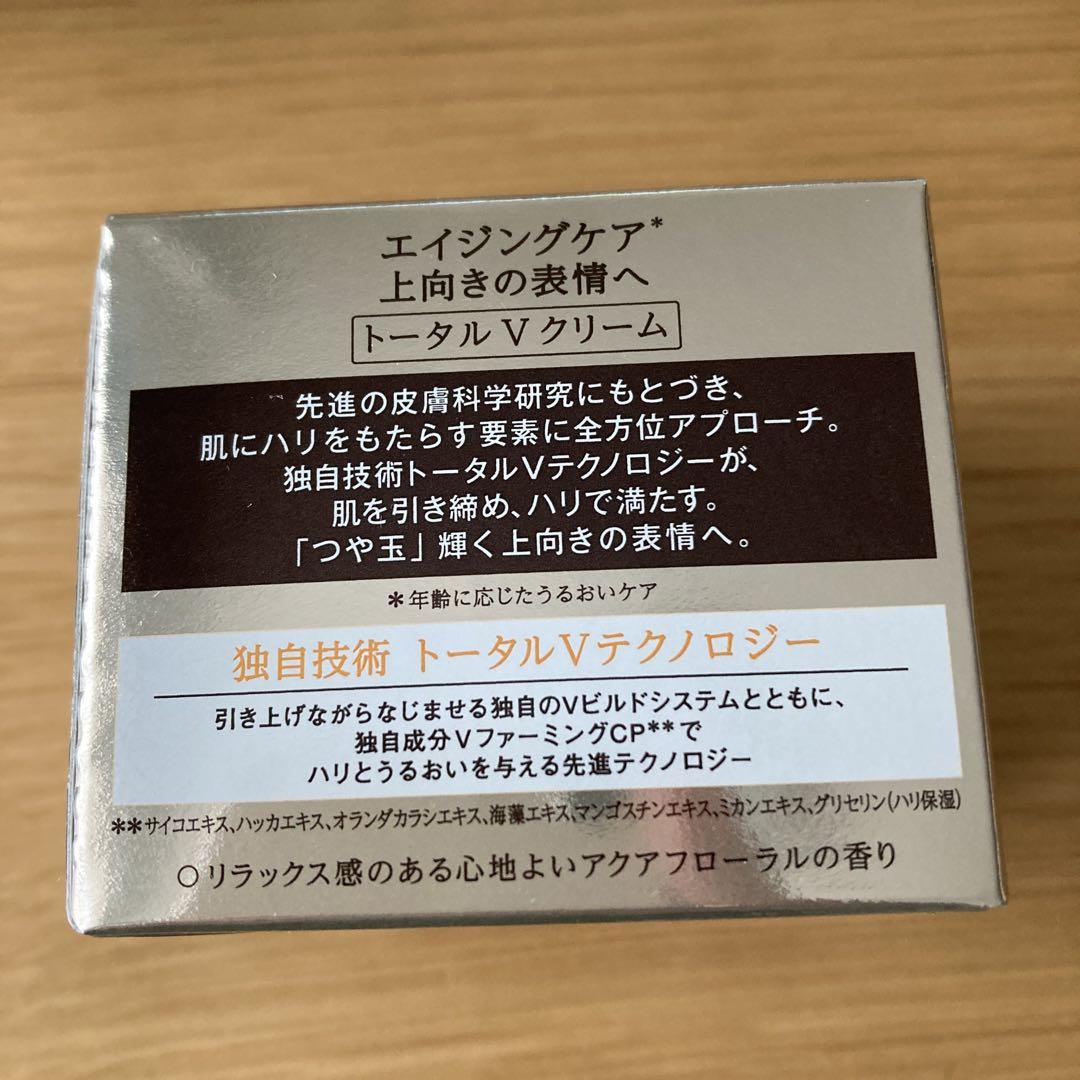 エイジングケア*
上向きの表情へ
トータル V クリーム
先進の皮膚科学研究にもとづき、
肌にハリをもたらす要素に全方位アプローチ。
独自技術トータルVテクノロジーが、
肌を引き締め、ハリで満たす。
「つや玉」輝く上向きの表情へ。
*年齢に応じたうるおいケア
独自技術 トータルVテクノロジー
引き上げながらなじませる独自のVビルドシステムとともに、
独自成分VファーミングCP**で
ハリとうるおいを与える先進テクノロジー
**サイコエキス、ハッカエキス、オランダカラシエキス、海藻エキス、マンゴスチンエキス、ミカンエキス、グリセリン(ハリ保湿)
○リラックス感のある心地よいアクアフローラルの香り